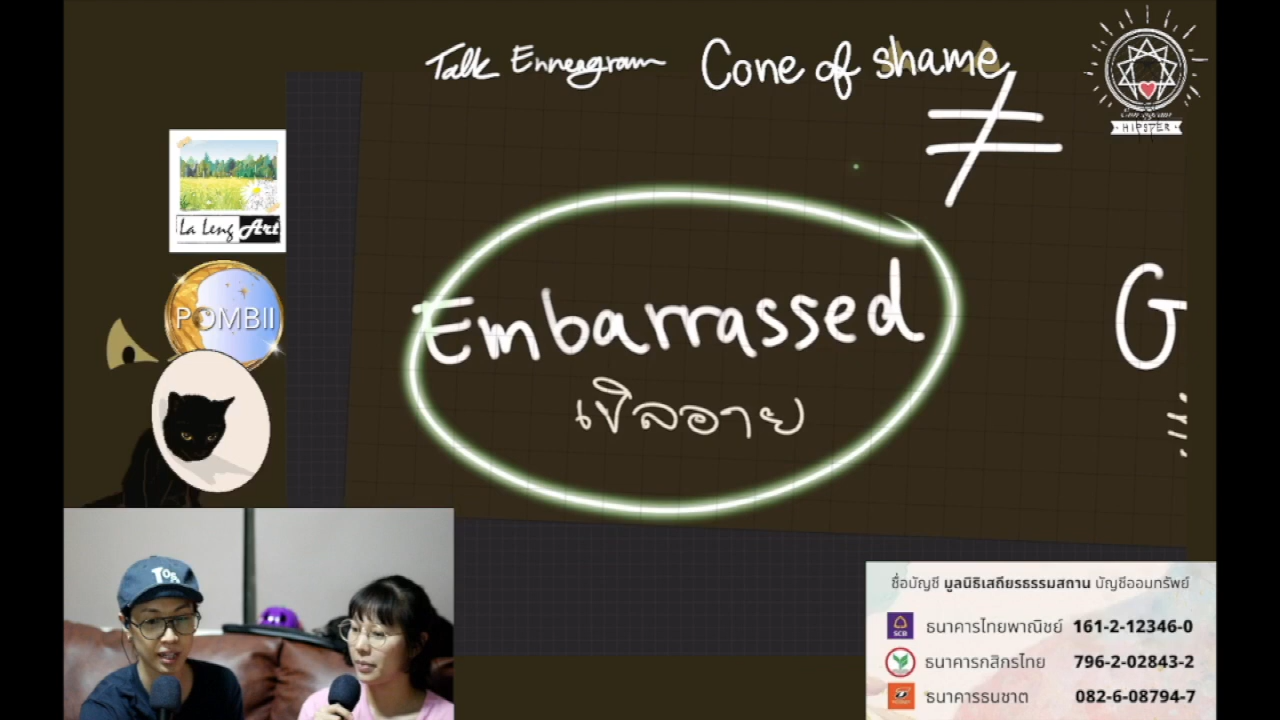 Talk Enneagram Cone of shame
≠
HIPSTER
La Leng Art
POMBII
Embarrassed
เขิลอาย
G
ชื่อบัญชี มูลนิธิเสถียรธรรมสถาน บัญชีออมทรัพย์
SCB
ธนาคารไทยพาณิชย์ 161-2-12346-0
ธนาคารกสิกรไทย 796-2-02843-2
ธนาคารธนชาต 082-6-08794-7